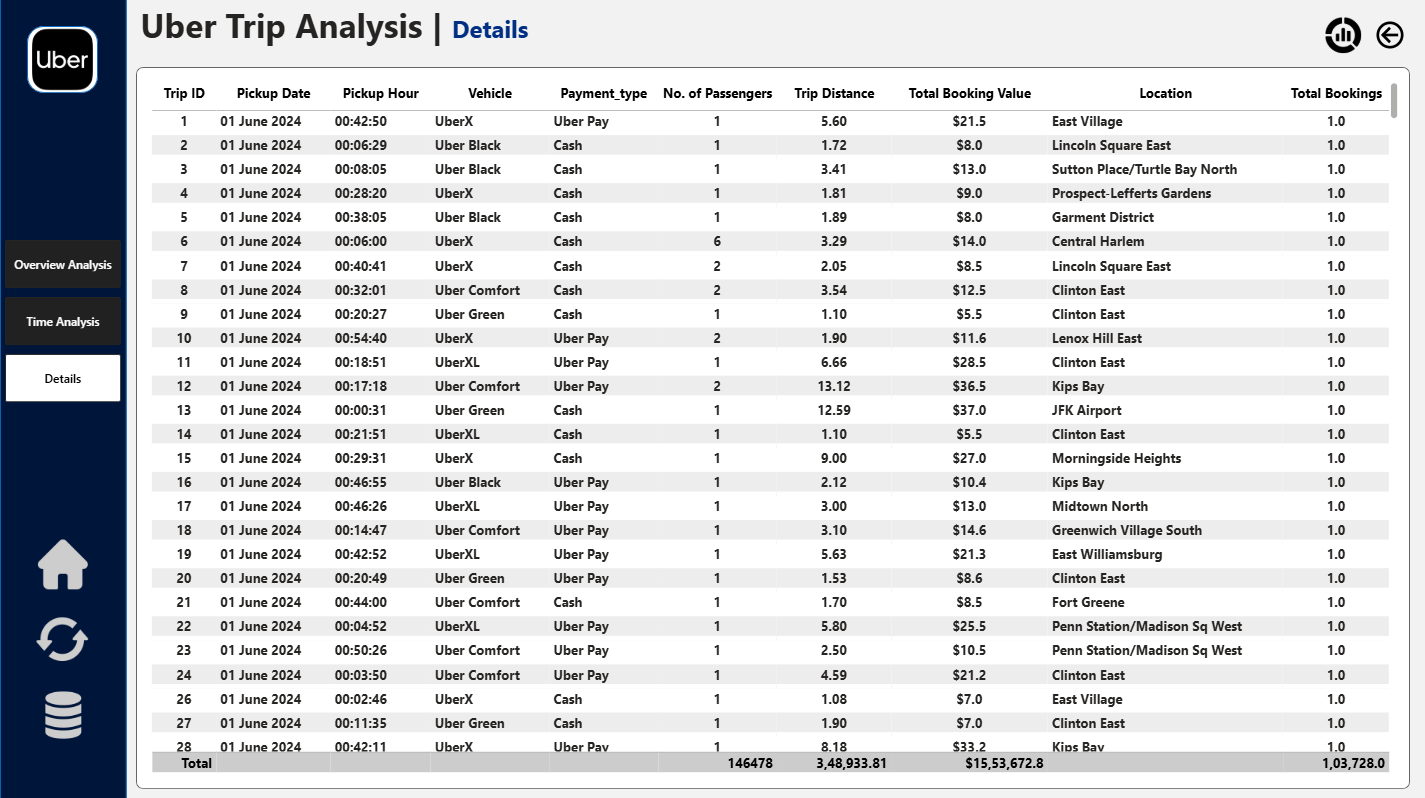 Uber Trip Analysis | Details
Uber
Overview Analysis
Time Analysis
Details
Trip ID Pickup Date Pickup Hour Vehicle Payment_type No. of Passengers Trip Distance Total Booking Value Location Total Bookings
1 01 June 2024 00:42:50 UberX Uber Pay 1 5.60 $21.5 East Village 1.0
2 01 June 2024 00:06:29 Uber Black Cash 1 1.72 $8.0 Lincoln Square East 1.0
3 01 June 2024 00:08:05 Uber Black Cash 1 3.41 $13.0 Sutton Place/Turtle Bay North 1.0
4 01 June 2024 00:28:20 UberX Cash 1 1.81 $9.0 Prospect-Lefferts Gardens 1.0
5 01 June 2024 00:38:05 Uber Black Cash 1 1.89 $8.0 Garment District 1.0
6 01 June 2024 00:06:00 UberX Cash 6 3.29 $14.0 Central Harlem 1.0
7 01 June 2024 00:40:41 UberX Cash 2 2.05 $8.5 Lincoln Square East 1.0
8 01 June 2024 00:32:01 Uber Comfort Cash 2 3.54 $12.5 Clinton East 1.0
9 01 June 2024 00:20:27 Uber Green Cash 1 1.10 $5.5 Clinton East 1.0
10 01 June 2024 00:54:40 UberX Uber Pay 2 1.90 $11.6 Lenox Hill East 1.0
11 01 June 2024 00:18:51 UberXL Uber Pay 1 6.66 $28.5 Clinton East 1.0
12 01 June 2024 00:17:18 Uber Comfort Uber Pay 2 13.12 $36.5 Kips Bay 1.0
13 01 June 2024 00:00:31 Uber Green Cash 1 12.59 $37.0 JFK Airport 1.0
14 01 June 2024 00:21:51 UberXL Cash 1 1.10 $5.5 Clinton East 1.0
15 01 June 2024 00:29:31 UberX Cash 1 9.00 $27.0 Morningside Heights 1.0
16 01 June 2024 00:46:55 Uber Black Uber Pay 1 2.12 $10.4 Kips Bay 1.0
17 01 June 2024 00:46:26 UberXL Uber Pay 1 3.00 $13.0 Midtown North 1.0
18 01 June 2024 00:14:47 Uber Comfort Uber Pay 1 3.10 $14.6 Greenwich Village South 1.0
19 01 June 2024 00:42:52 UberXL Uber Pay 1 5.63 $21.3 East Williamsburg 1.0
20 01 June 2024 00:20:49 Uber Green Uber Pay 1 1.53 $8.6 Clinton East 1.0
21 01 June 2024 00:44:00 Uber Comfort Cash 1 1.70 $8.5 Fort Greene 1.0
22 01 June 2024 00:04:52 UberXL Uber Pay 1 5.80 $25.5 Penn Station/Madison Sq West 1.0
23 01 June 2024 00:50:26 Uber Comfort Uber Pay 1 2.50 $10.5 Penn Station/Madison Sq West 1.0
24 01 June 2024 00:03:50 Uber Comfort Uber Pay 1 4.59 $21.2 Clinton East 1.0
26 01 June 2024 00:02:46 UberX Cash 1 1.08 $7.0 East Village 1.0
27 01 June 2024 00:11:35 Uber Green Cash 1 1.90 $7.0 Clinton East 1.0
28 01 June 2024 00:42:11 UberX Uber Pay 1 8.18 $33.2 Kips Bay 1.0
Total 146478 3,48,933.81 $15,53,672.8 1,03,728.0